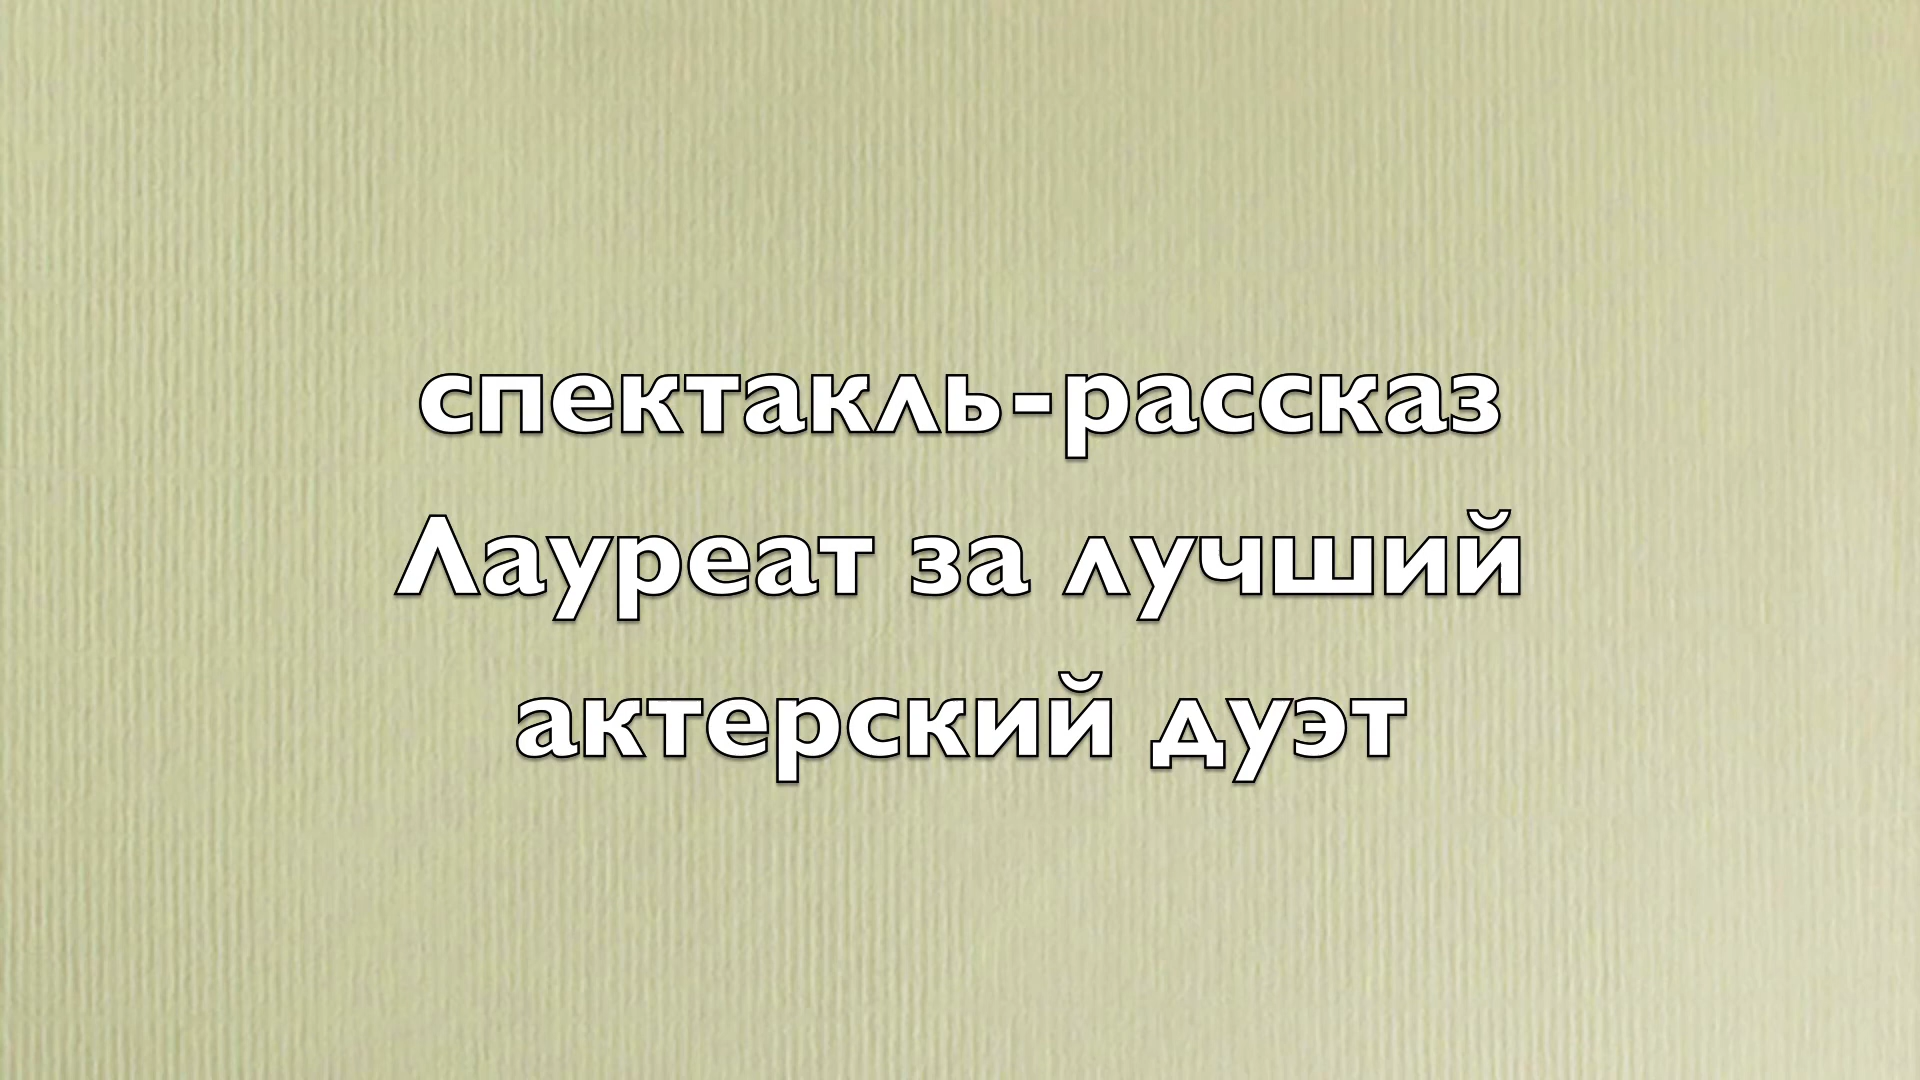 спектакль-рассказ
Лауреат за лучший
актерский дуэт